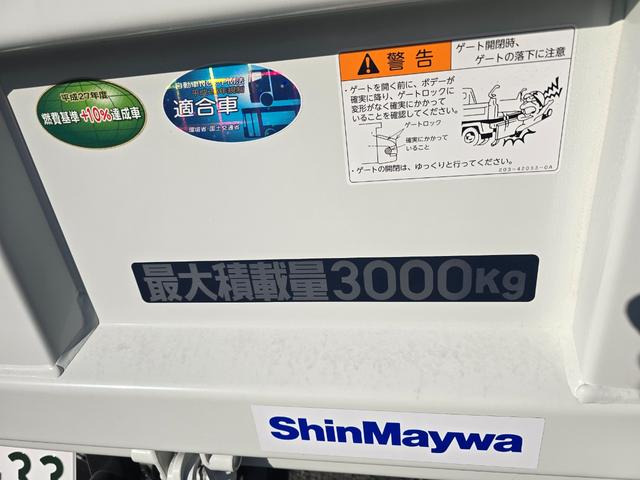 平成27年度
燃費基準+10%達成車
適合車
環境省・国土交通省
警告
ゲート開閉時、
ゲートの落下に注意
・ゲートを開く前に、ボデーが
確実に降り、ゲートロックに
変形がなく確実にかかって
いることを確認してください。
ゲートロック
確実にかかって
いること
・ゲートの開閉は、ゆっくりと行ってください。
203-42053-0A
最大積載量3000Kg
ShinMaywa